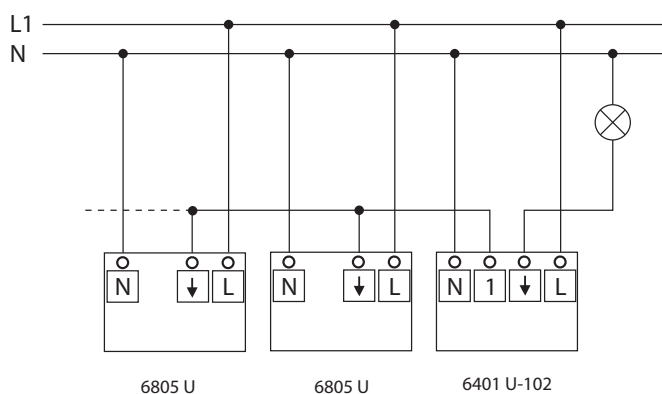 L1
N
N ↓ L
N ↓ L
N 1 ↓ L
6805 U
6805 U
6401 U-102